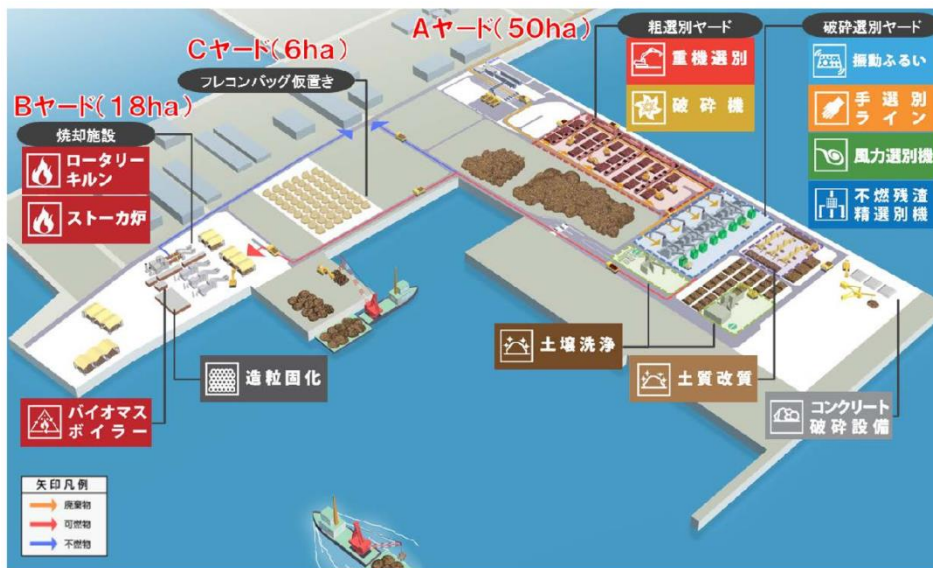 Aヤード(50ha)
粗選別ヤード
重機選別
破砕機
破砕選別ヤード
振動ふるい
手選別
ライン
風力選別機
不燃残渣
精選別機
Cヤード(6ha)
フレコンバッグ仮置き
Bヤード(18ha)
焼却施設
ロータリー
キルン
ストーカ炉
土壌洗浄
土質改質
コンクリート
破砕設備
造粒固化
バイオマス
ボイラー
矢印凡例
廃棄物
可燃物
不燃物